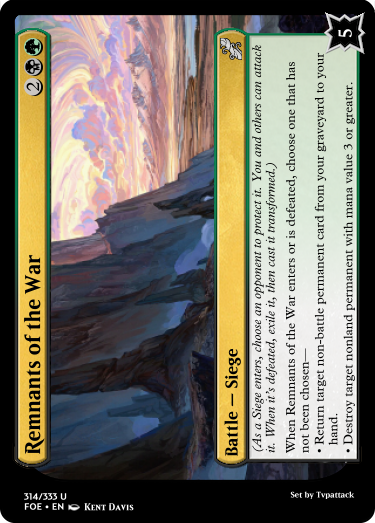 Remnants of the War 2
Battle — Siege
5
(As a Siege enters, choose an opponent to protect it. You and others can attack
it. When it's defeated, exile it, then cast it transformed.)
When Remnants of the War enters or is defeated, choose one that has
not been chosen—
• Return target non-battle permanent card from your graveyard to your
hand.
• Destroy target nonland permanent with mana value 3 or greater.
314/333 U
FOE • EN Kent Davis
Set by Tvpattack